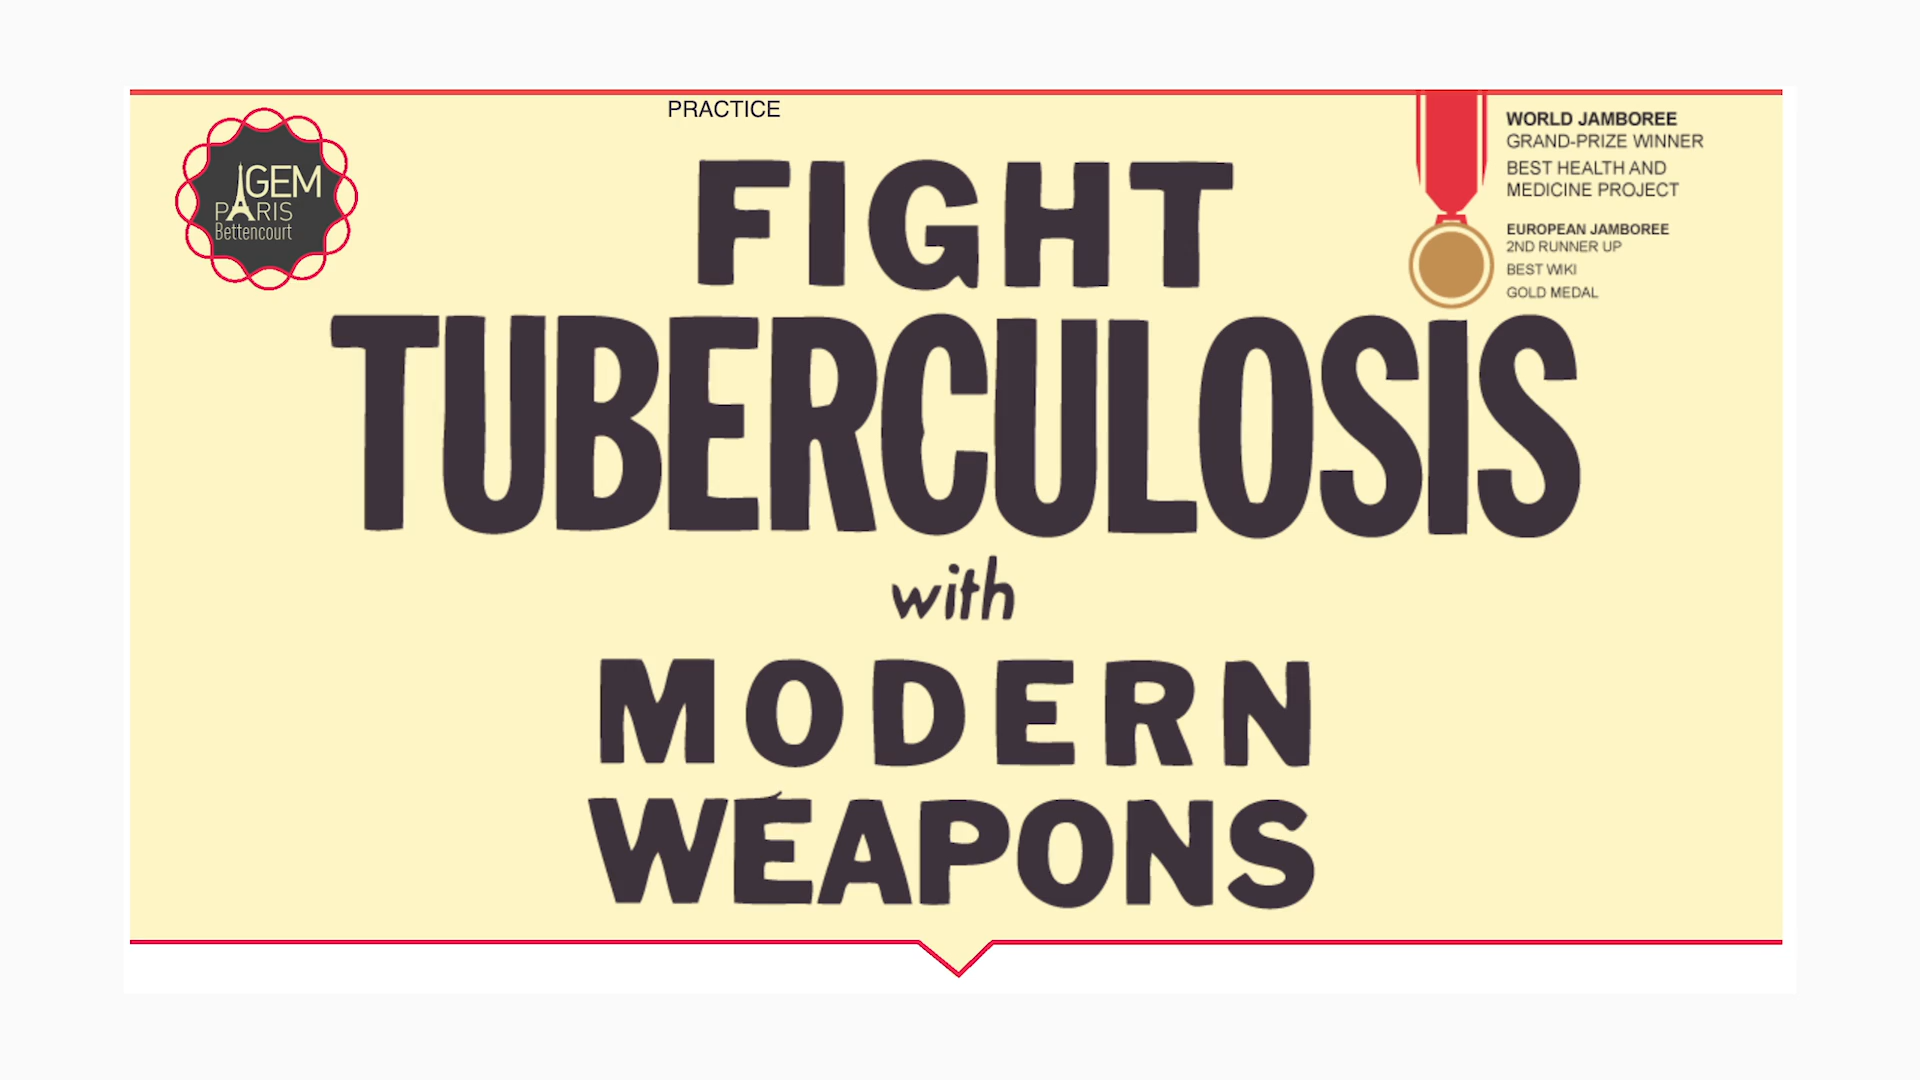 PRACTICE
iGEM
PARIS
Bettencourt
WORLD JAMBOREE
GRAND-PRIZE WINNER
BEST HEALTH AND
MEDICINE PROJECT
EUROPEAN JAMBOREE
2ND RUNNER UP
BEST WIKI
GOLD MEDAL
FIGHT
TUBERCULOSIS
with
MODERN
WEAPONS